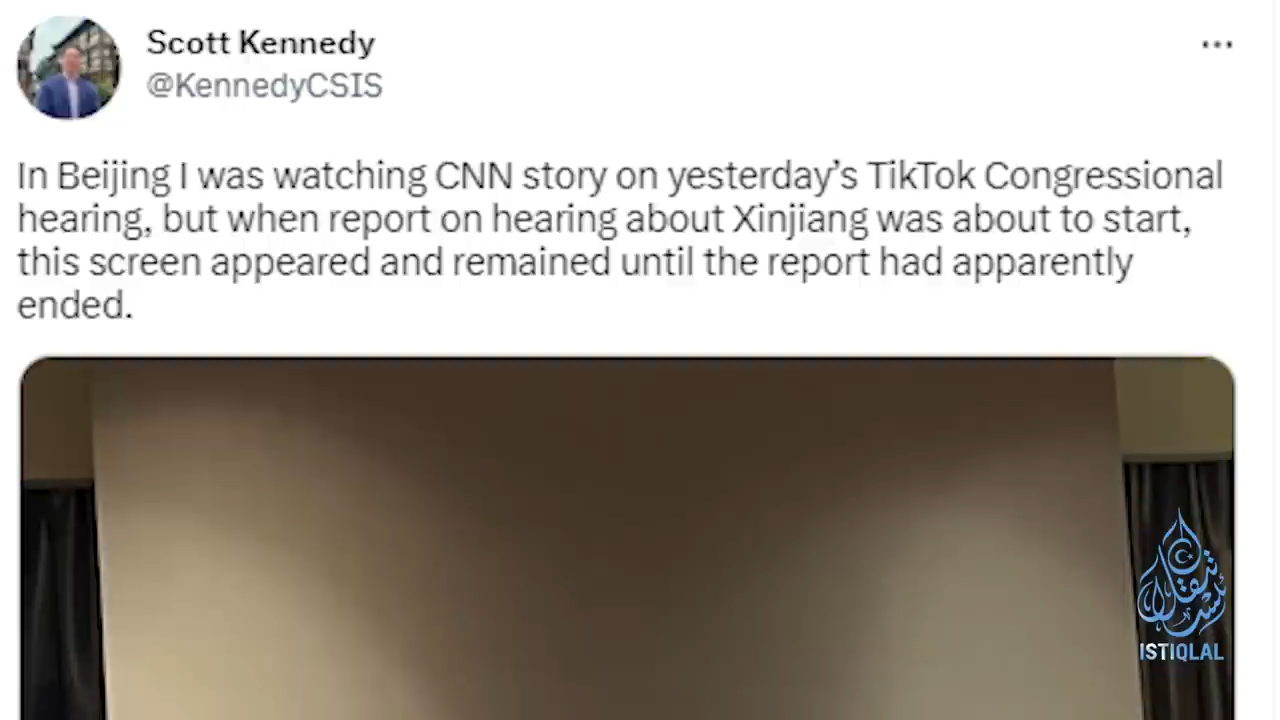 Scott Kennedy
@KennedyCSIS
In Beijing I was watching CNN story on yesterday’s TikTok Congressional
hearing, but when report on hearing about Xinjiang was about to start,
this screen appeared and remained until the report had apparently
ended.
ISTIQLAL